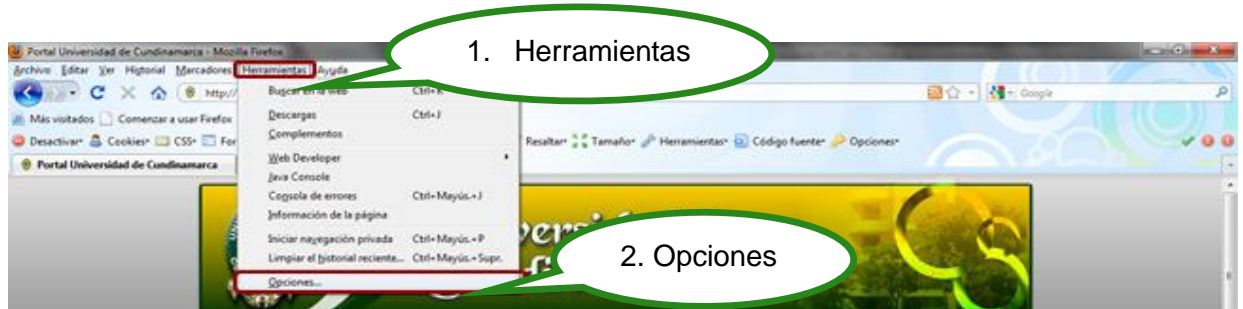 Portal Universidad de Cundinamarca - Mozilla Firefox
1. Herramientas
Archivo Editar Ver Historial Marcadores Herramientas Ayuda
http://
Google
Buscar en la web Ctrl+K
Más visitados Comenzar a usar Firefox
Descargas Ctrl+J
Desactivar Cookies CSS For
Complementos
Resaltar Tamaño Herramientas Código fuente Opciones
Portal Universidad de Cundinamarca
Web Developer
Java Console
Consola de errores Ctrl+Mayús.+J
Información de la página
Iniciar navegación privada Ctrl+Mayús.+P
Limpiar el historial reciente... Ctrl+Mayús.+Supr.
Opciones...
2. Opciones